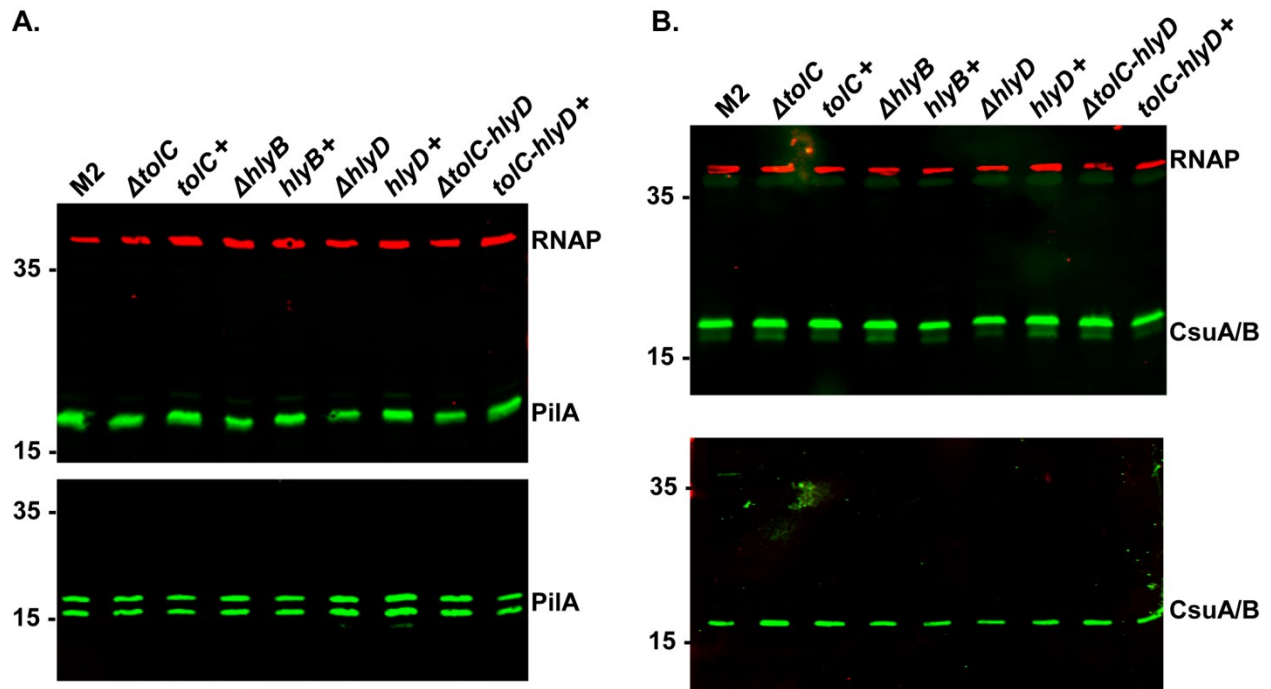 A.
M2 ΔtolC tolC+ ΔhlyB hlyB+ ΔhlyD hlyD+ ΔtolC-hlyD tolC-hlyD+
RNAP
35 -
PilA
15 -
35 -
PilA
15 -
B.
M2 ΔtolC tolC+ ΔhlyB hlyB+ ΔhlyD hlyD+ ΔtolC-hlyD tolC-hlyD+
RNAP
35 -
CsuA/B
15 -
35 -
CsuA/B
15 -